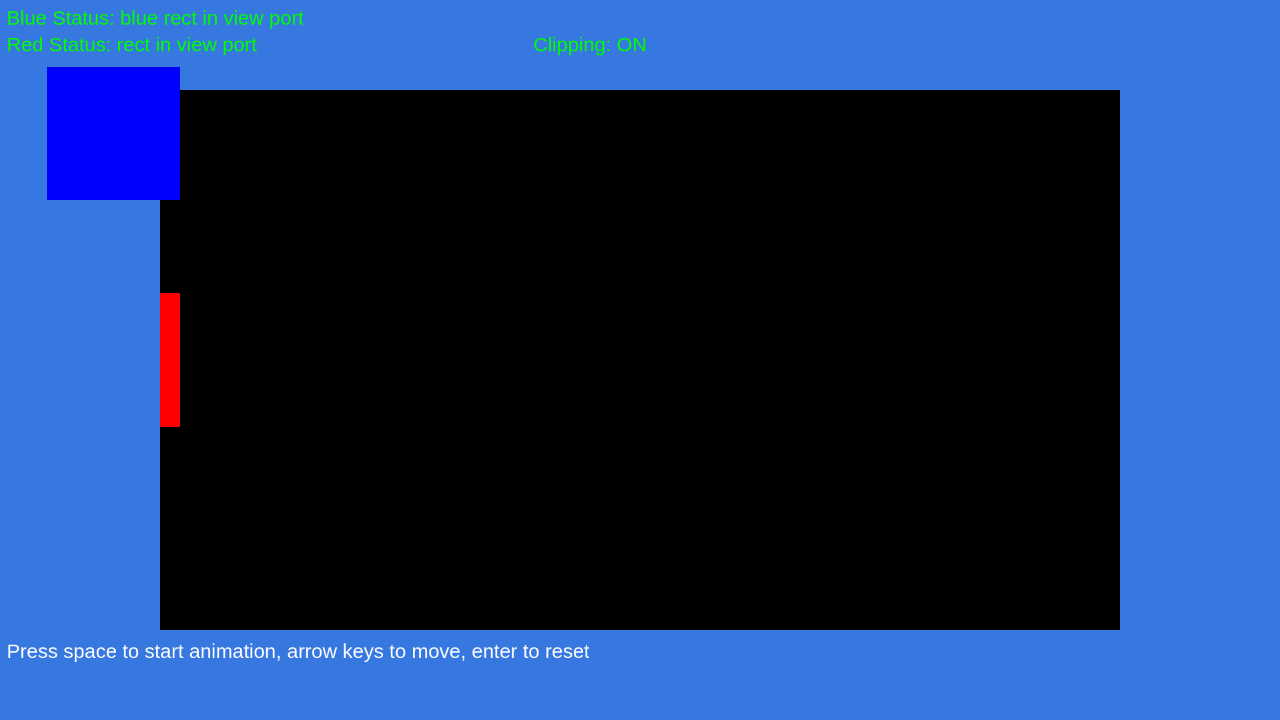 Blue Status: blue rect in view port
Red Status: rect in view port
Clipping: ON
Press space to start animation, arrow keys to move, enter to reset